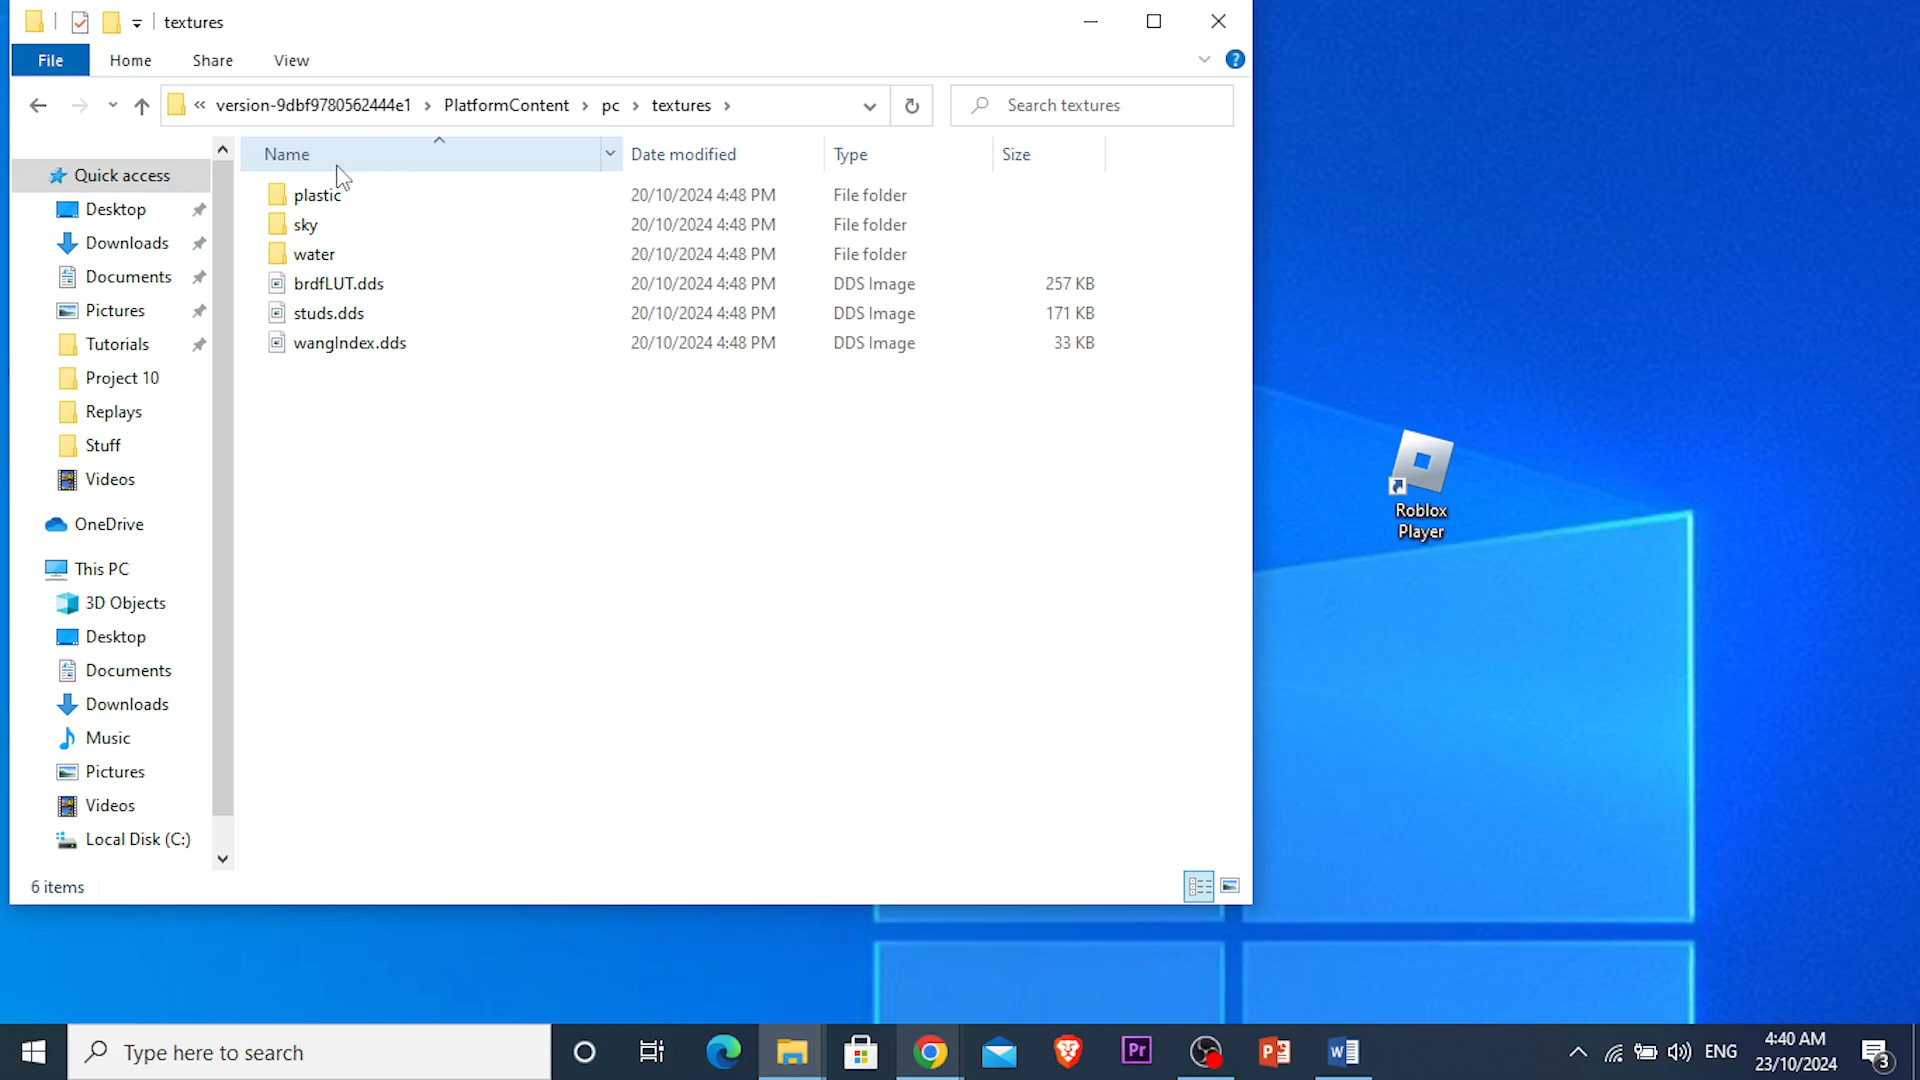 textures
File Home Share View
« version-9dbf9780562444e1 › PlatformContent › pc › textures › Search textures
Name Date modified Type Size
Quick access
Desktop
Downloads
Documents
Pictures
Tutorials
Project 10
Replays
Stuff
Videos
OneDrive
This PC
3D Objects
Desktop
Documents
Downloads
Music
Pictures
Videos
Local Disk (C:)
plastic 20/10/2024 4:48 PM File folder
sky 20/10/2024 4:48 PM File folder
water 20/10/2024 4:48 PM File folder
brdfLUT.dds 20/10/2024 4:48 PM DDS Image 257 KB
studs.dds 20/10/2024 4:48 PM DDS Image 171 KB
wangIndex.dds 20/10/2024 4:48 PM DDS Image 33 KB
6 items
Roblox
Player
Type here to search
Pr
P
W
ENG
4:40 AM
23/10/2024
3